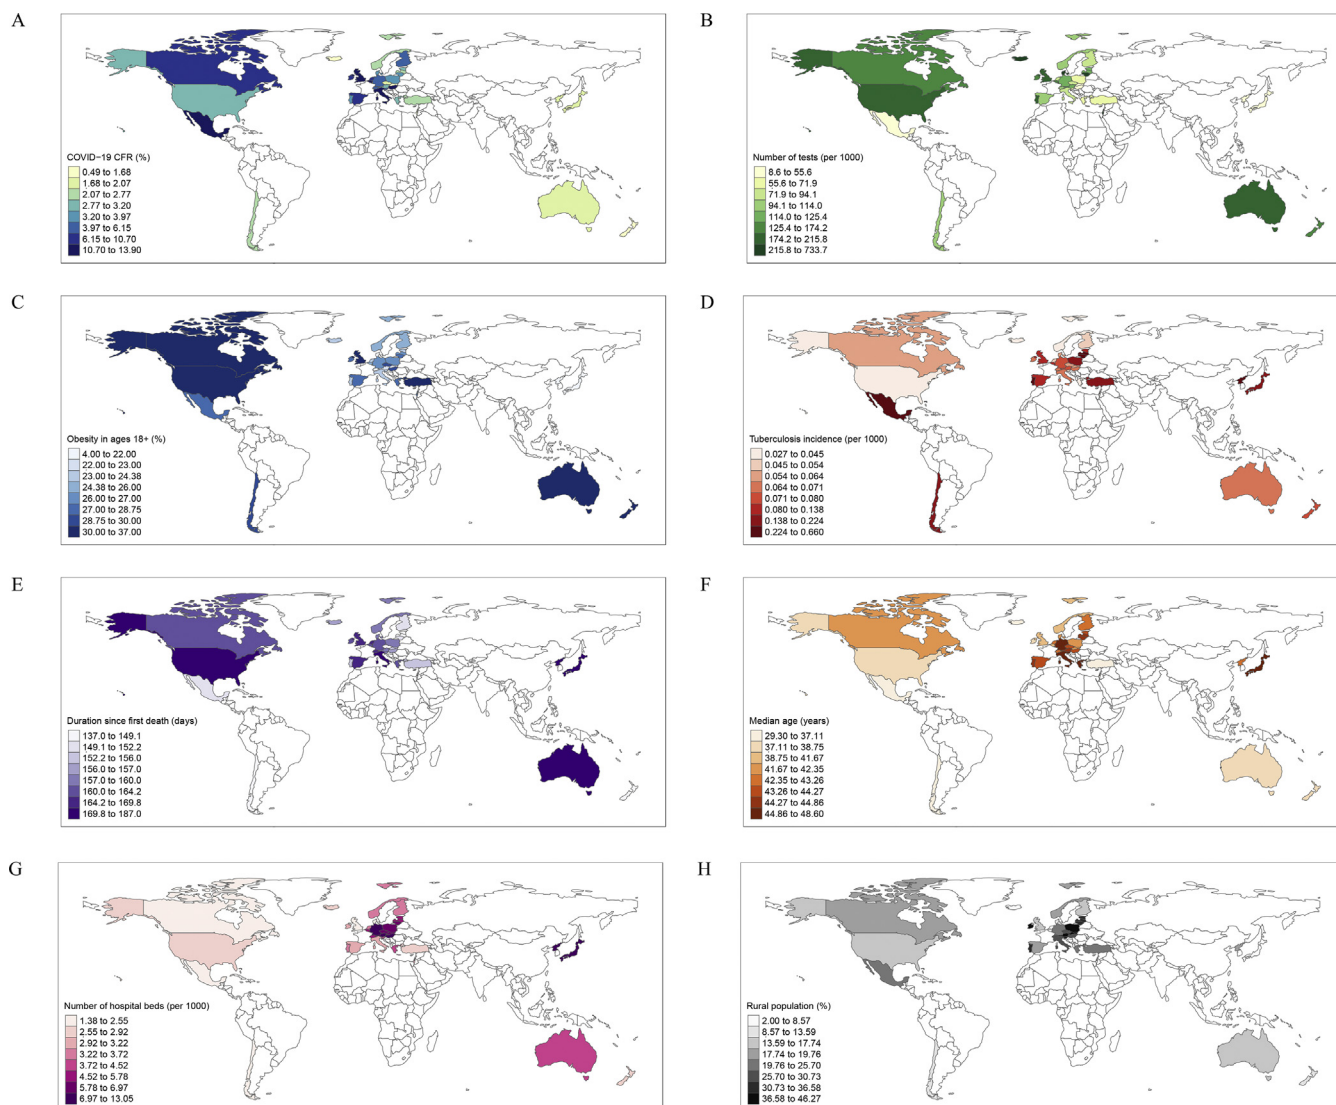 A
COVID−19 CFR (%)
0.49 to 1.68
1.68 to 2.07
2.07 to 2.77
2.77 to 3.20
3.20 to 3.97
3.97 to 6.15
6.15 to 10.70
10.70 to 13.90
B
Number of tests (per 1000)
8.6 to 55.6
55.6 to 71.9
71.9 to 94.1
94.1 to 114.0
114.0 to 125.4
125.4 to 174.2
174.2 to 215.8
215.8 to 733.7
C
Obesity in ages 18+ (%)
4.00 to 22.00
22.00 to 23.00
23.00 to 24.38
24.38 to 26.00
26.00 to 27.00
27.00 to 28.75
28.75 to 30.00
30.00 to 37.00
D
Tuberculosis incidence (per 1000)
0.027 to 0.045
0.045 to 0.054
0.054 to 0.064
0.064 to 0.071
0.071 to 0.080
0.080 to 0.138
0.138 to 0.224
0.224 to 0.660
E
Duration since first death (days)
137.0 to 149.1
149.1 to 152.2
152.2 to 156.0
156.0 to 157.0
157.0 to 160.0
160.0 to 164.2
164.2 to 169.8
169.8 to 187.0
F
Median age (years)
29.30 to 37.11
37.11 to 38.75
38.75 to 41.67
41.67 to 42.35
42.35 to 43.26
43.26 to 44.27
44.27 to 44.86
44.86 to 48.60
G
Number of hospital beds (per 1000)
1.38 to 2.55
2.55 to 2.92
2.92 to 3.22
3.22 to 3.72
3.72 to 4.52
4.52 to 5.78
5.78 to 6.97
6.97 to 13.05
H
Rural population (%)
2.00 to 8.57
8.57 to 13.59
13.59 to 17.74
17.74 to 19.76
19.76 to 25.70
25.70 to 30.73
30.73 to 36.58
36.58 to 46.27